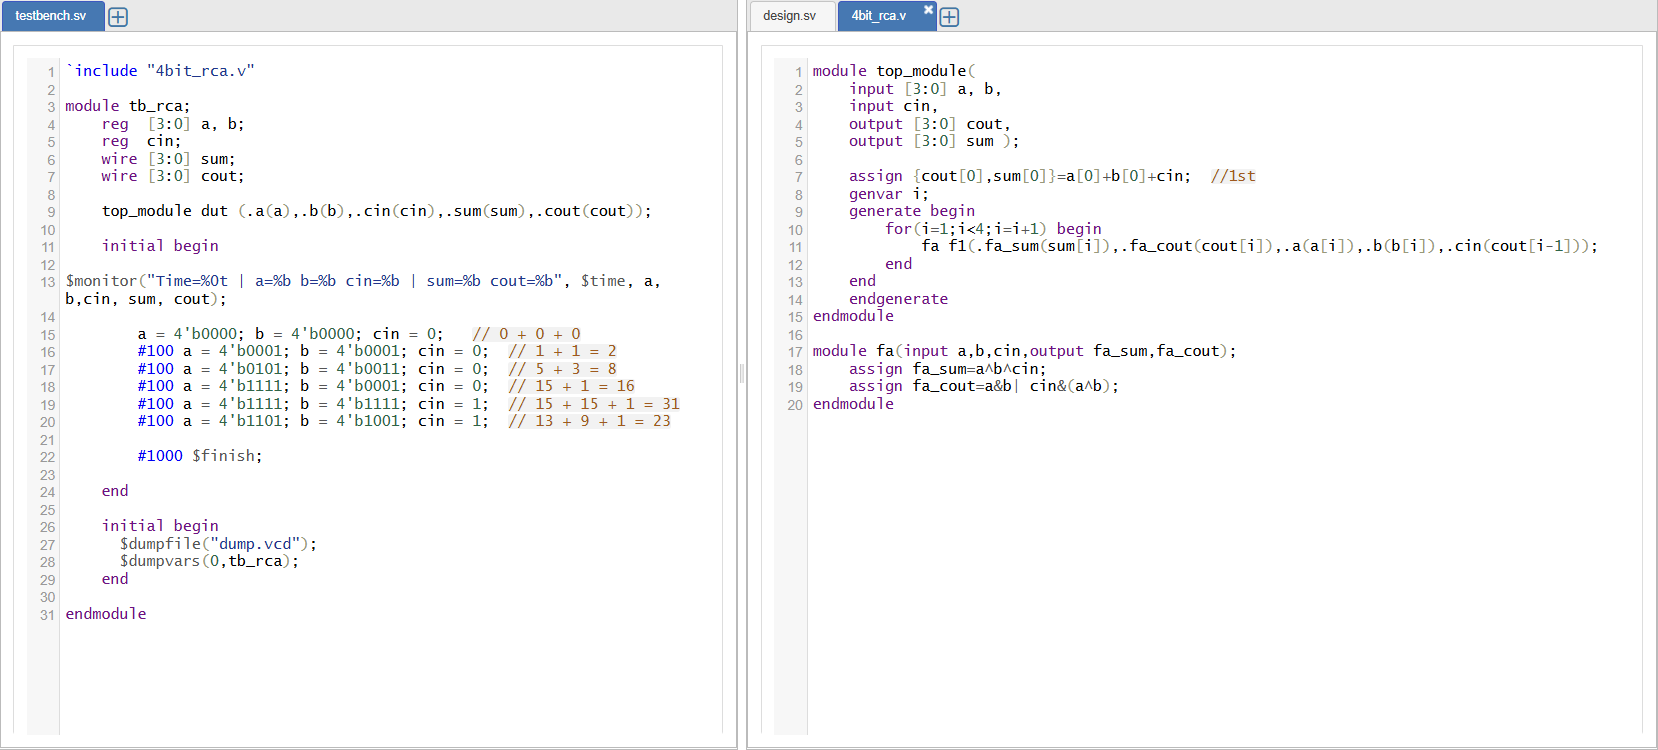 testbench.sv
1 `include "4bit_rca.v"
2
3 module tb_rca;
4     reg  [3:0] a, b;
5     reg  cin;
6     wire [3:0] sum;
7     wire [3:0] cout;
8
9     top_module dut (.a(a),.b(b),.cin(cin),.sum(sum),.cout(cout));
10
11     initial begin
12
13 $monitor("Time=%0t | a=%b b=%b cin=%b | sum=%b cout=%b", $time, a,
b,cin, sum, cout);
14
15         a = 4'b0000; b = 4'b0000; cin = 0;   // 0 + 0 + 0
16         #100 a = 4'b0001; b = 4'b0001; cin = 0;  // 1 + 1 = 2
17         #100 a = 4'b0101; b = 4'b0011; cin = 0;  // 5 + 3 = 8
18         #100 a = 4'b1111; b = 4'b0001; cin = 0;  // 15 + 1 = 16
19         #100 a = 4'b1111; b = 4'b1111; cin = 1;  // 15 + 15 + 1 = 31
20         #100 a = 4'b1101; b = 4'b1001; cin = 1;  // 13 + 9 + 1 = 23
21
22         #1000 $finish;
23
24     end
25
26     initial begin
27       $dumpfile("dump.vcd");
28       $dumpvars(0,tb_rca);
29     end
30
31 endmodule
design.sv
4bit_rca.v
1 module top_module(
2     input [3:0] a, b,
3     input cin,
4     output [3:0] cout,
5     output [3:0] sum );
6
7     assign {cout[0],sum[0]}=a[0]+b[0]+cin;  //1st
8     genvar i;
9     generate begin
10         for(i=1;i<4;i=i+1) begin
11             fa f1(.fa_sum(sum[i]),.fa_cout(cout[i]),.a(a[i]),.b(b[i]),.cin(cout[i-1]));
12         end
13     end
14     endgenerate
15 endmodule
16
17 module fa(input a,b,cin,output fa_sum,fa_cout);
18     assign fa_sum=a^b^cin;
19     assign fa_cout=a&b| cin&(a^b);
20 endmodule